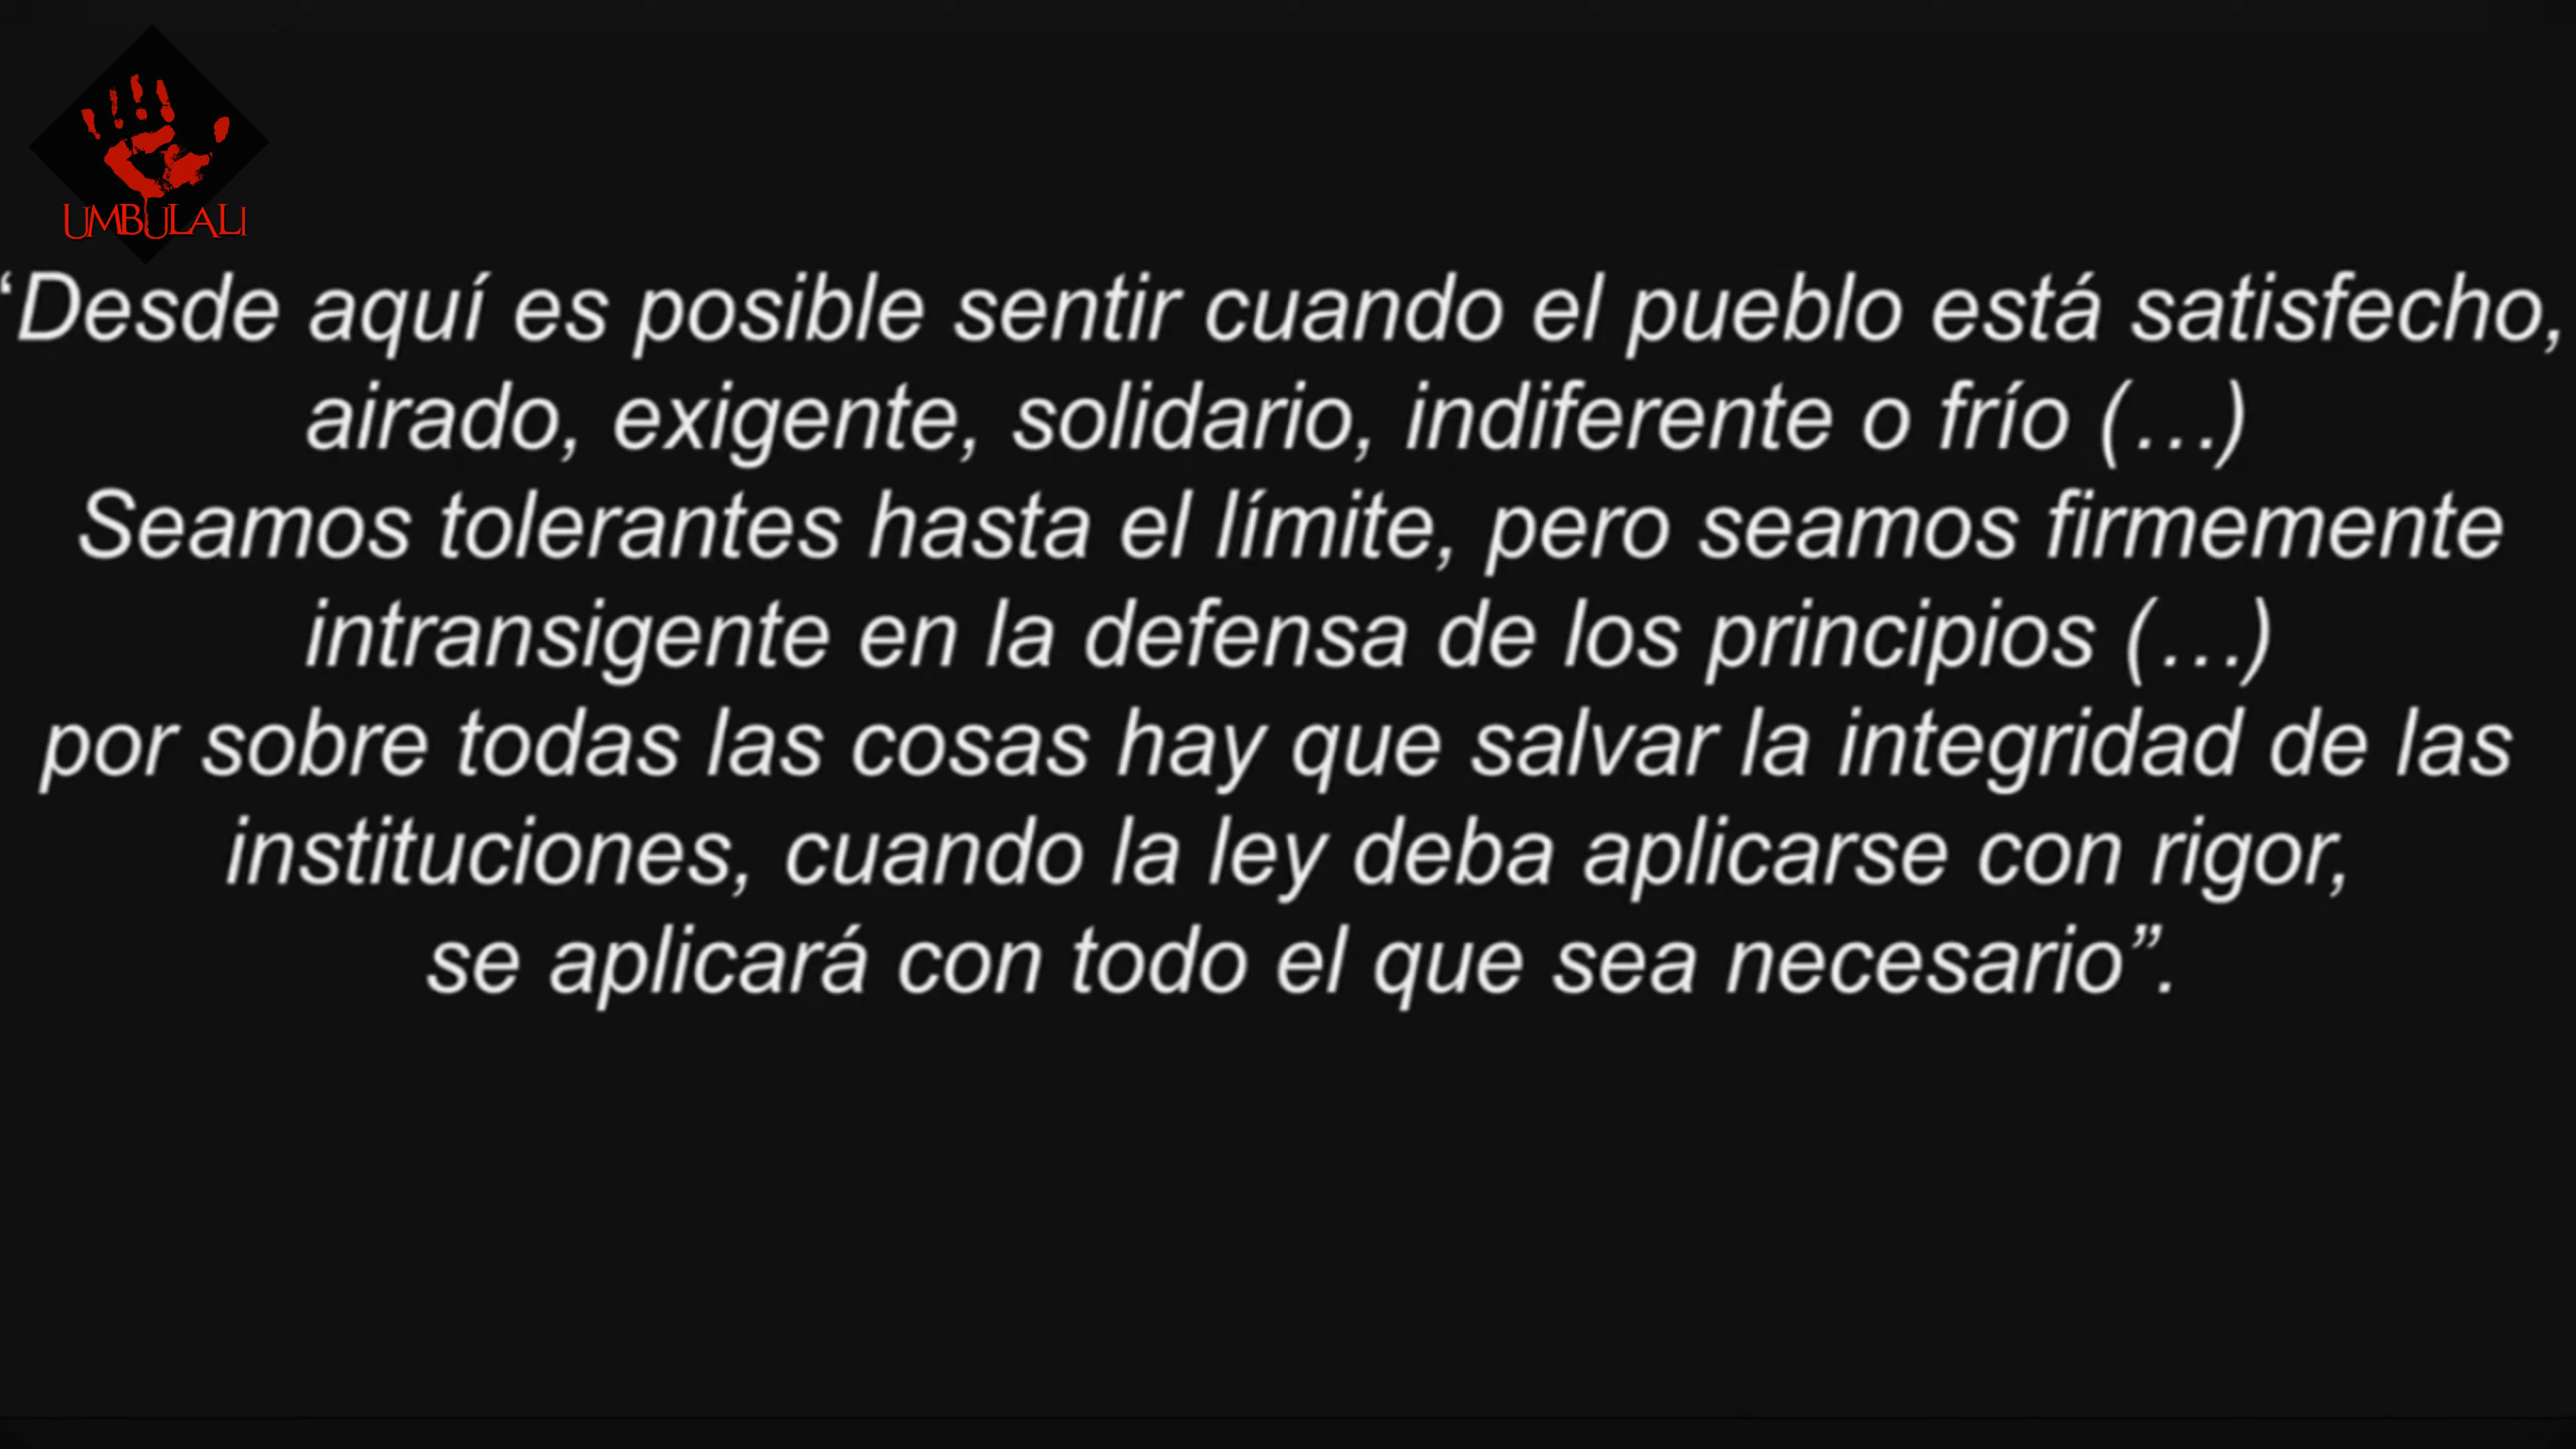 UMBULALI
“Desde aquí es posible sentir cuando el pueblo está satisfecho,
airado, exigente, solidario, indiferente o frío (…)
Seamos tolerantes hasta el límite, pero seamos firmemente
intransigente en la defensa de los principios (…)
por sobre todas las cosas hay que salvar la integridad de las
instituciones, cuando la ley deba aplicarse con rigor,
se aplicará con todo el que sea necesario”.